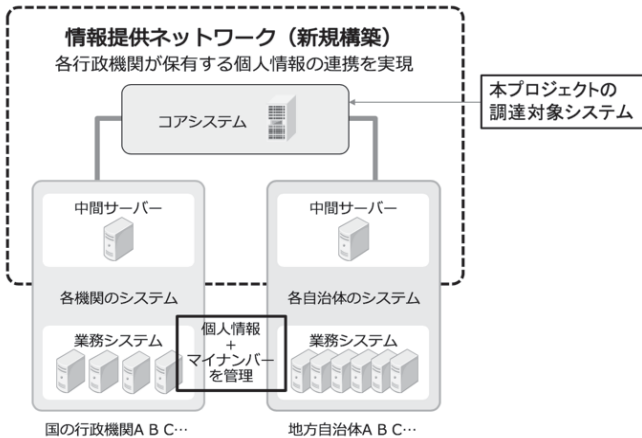 情報提供ネットワーク（新規構築）
各行政機関が保有する個人情報の連携を実現
コアシステム
本プロジェクトの
調達対象システム
中間サーバー
各機関のシステム
業務システム
個人情報
+
マイナンバー
を管理
中間サーバー
各自治体のシステム
業務システム
国の行政機関A B C…
地方自治体A B C…